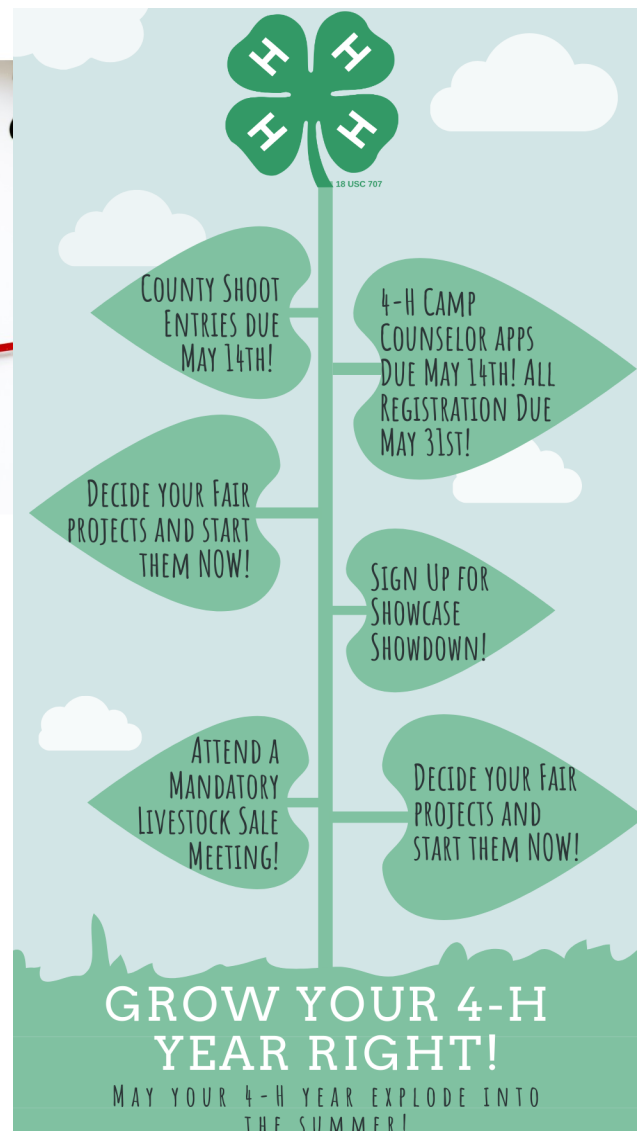 H H
H H
18 USC 707
COUNTY SHOOT
ENTRIES DUE
MAY 14TH!
4-H CAMP
COUNSELOR APPS
DUE MAY 14TH! ALL
REGISTRATION DUE
MAY 31ST!
DECIDE YOUR FAIR
PROJECTS AND START
THEM NOW!
SIGN UP FOR
SHOWCASE
SHOWDOWN!
ATTEND A
MANDATORY
LIVESTOCK SALE
MEETING!
DECIDE YOUR FAIR
PROJECTS AND
START THEM NOW!
GROW YOUR 4-H
YEAR RIGHT!
MAY YOUR 4-H YEAR EXPLODE INTO
THE SUMMER!